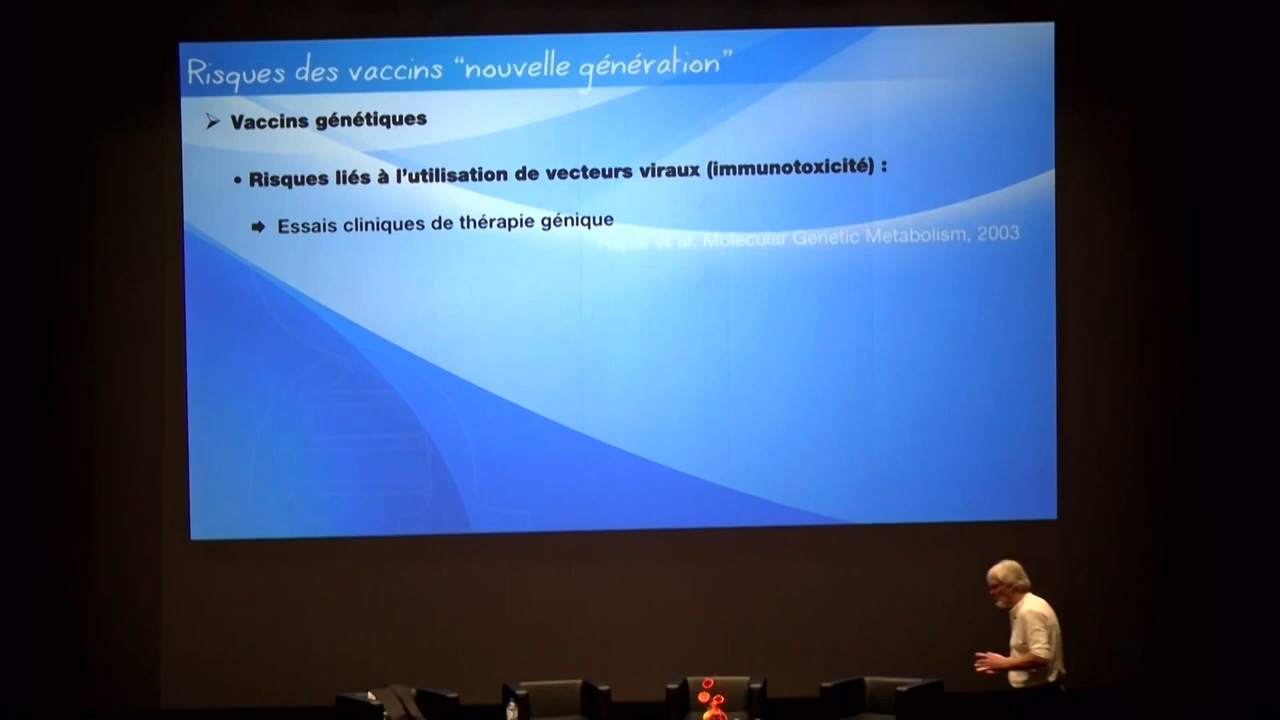 Risques des vaccins “nouvelle génération”
➢ Vaccins génétiques
• Risques liés à l’utilisation de vecteurs viraux (immunotoxicité) :
➡ Essais cliniques de thérapie génique
et al, Molecular Genetic Metabolism, 2003